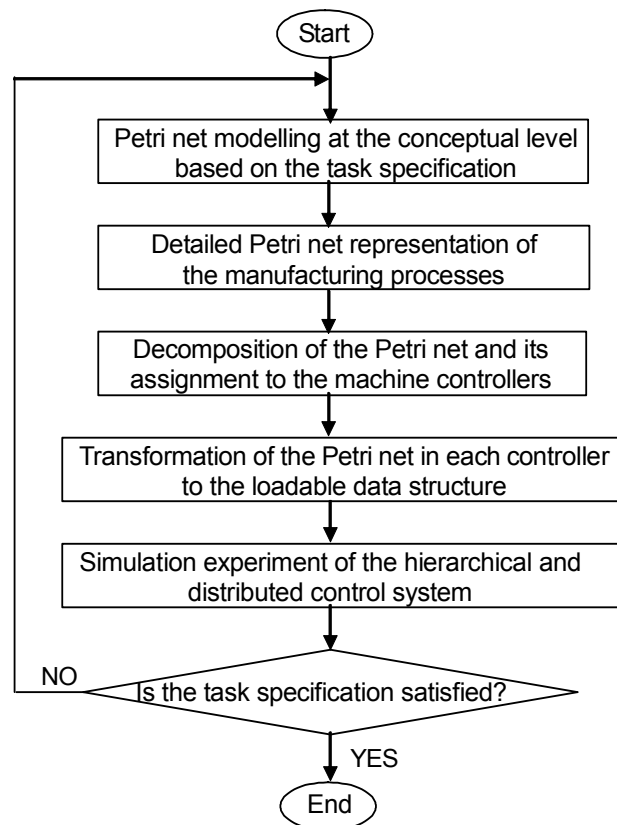 Start
Petri net modelling at the conceptual level
based on the task specification
Detailed Petri net representation of
the manufacturing processes
Decomposition of the Petri net and its
assignment to the machine controllers
Transformation of the Petri net in each controller
to the loadable data structure
Simulation experiment of the hierarchical and
distributed control system
NO
Is the task specification satisfied?
YES
End